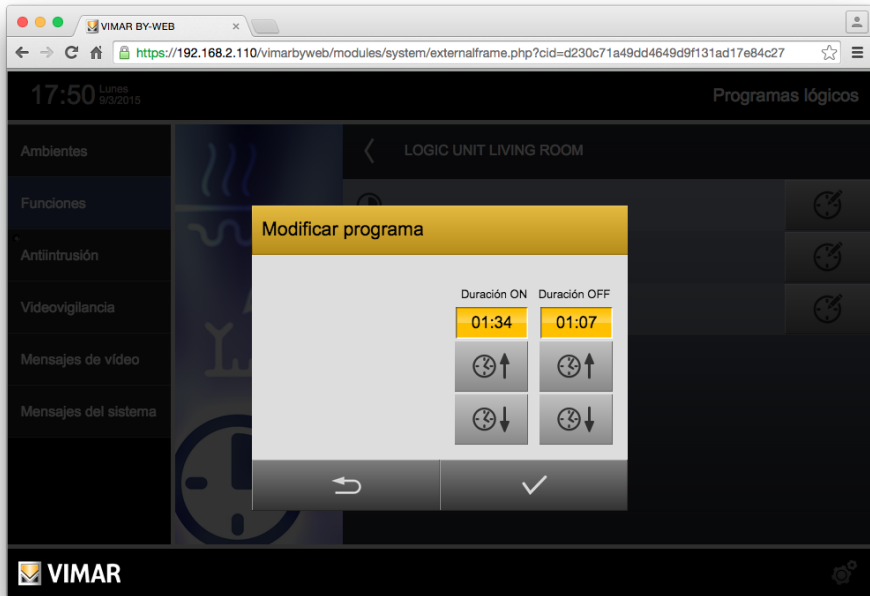 VIMAR BY-WEB
https://192.168.2.110/vimarbyweb/modules/system/externalframe.php?cid=d230c71a49dd4649d9f131ad17e84c27
17:50 Lunes
9/3/2015
Programas lógicos
Ambientes
LOGIC UNIT LIVING ROOM
Funciones
Antiintrusión
Videovigilancia
Mensajes de vídeo
Mensajes del sistema
Modificar programa
Duración ON Duración OFF
01:34 01:07
VIMAR